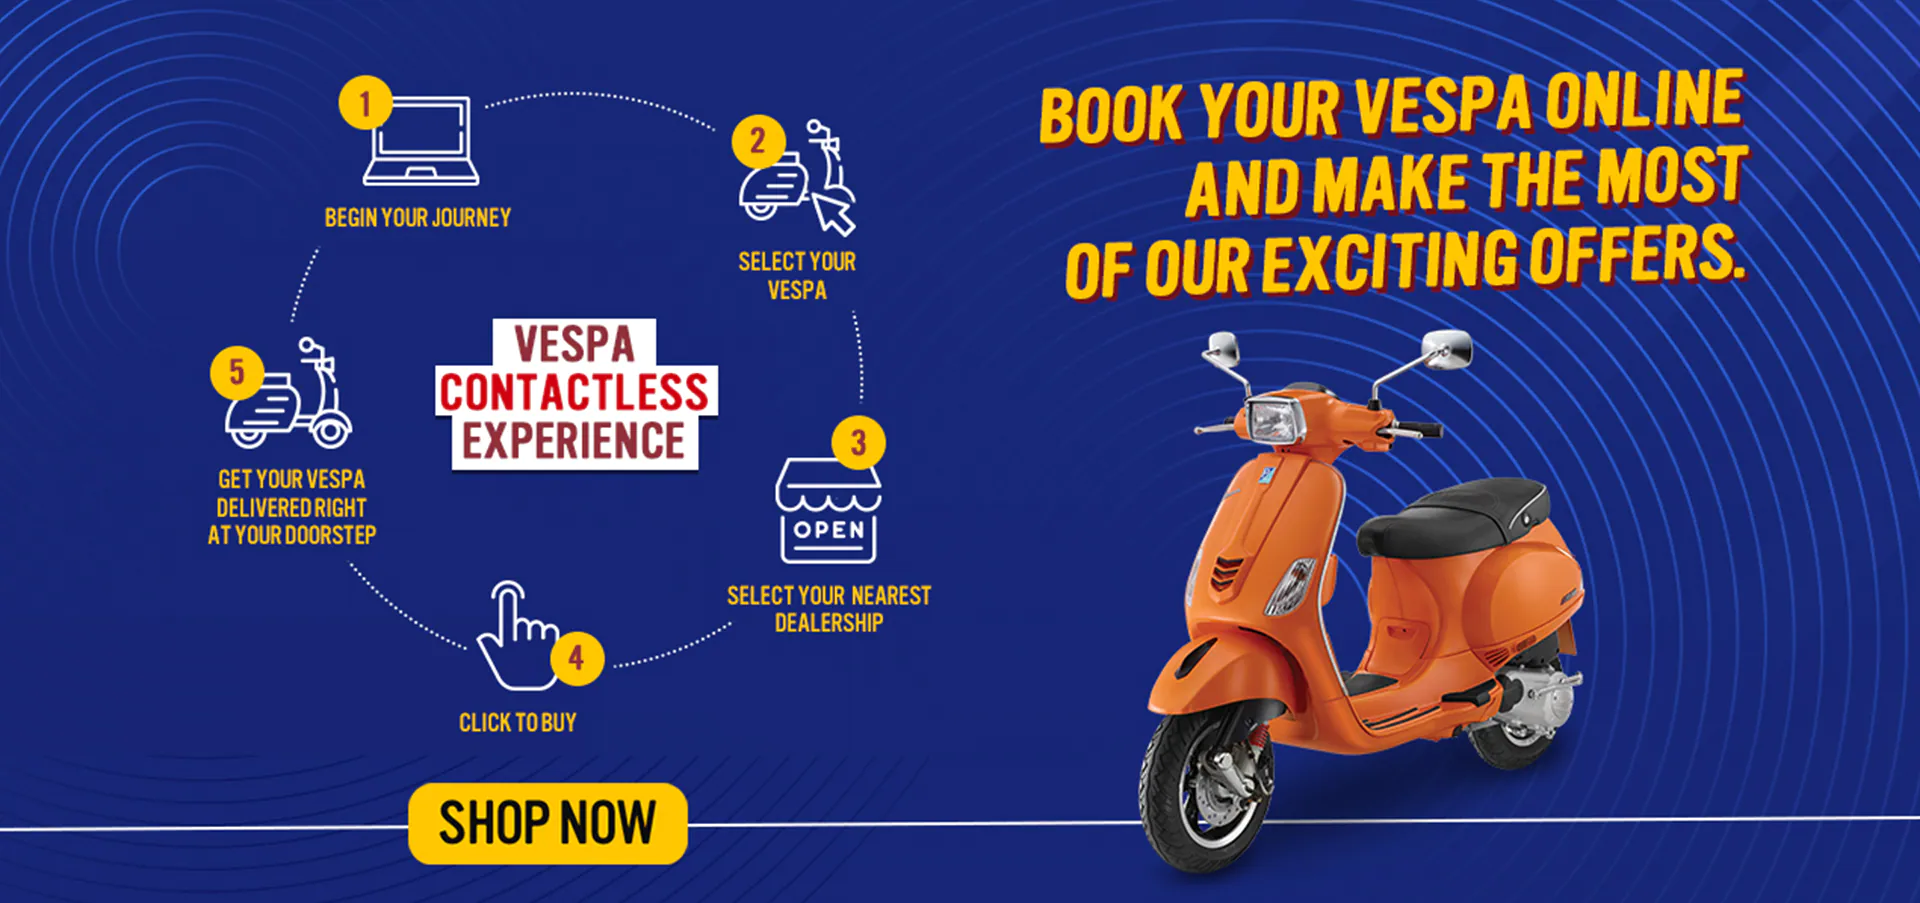 1
BEGIN YOUR JOURNEY
2
SELECT YOUR
VESPA
3
OPEN
SELECT YOUR NEAREST
DEALERSHIP
4
CLICK TO BUY
5
GET YOUR VESPA
DELIVERED RIGHT
AT YOUR DOORSTEP
VESPA
CONTACTLESS
EXPERIENCE
SHOP NOW
BOOK YOUR VESPA ONLINE
AND MAKE THE MOST
OF OUR EXCITING OFFERS.